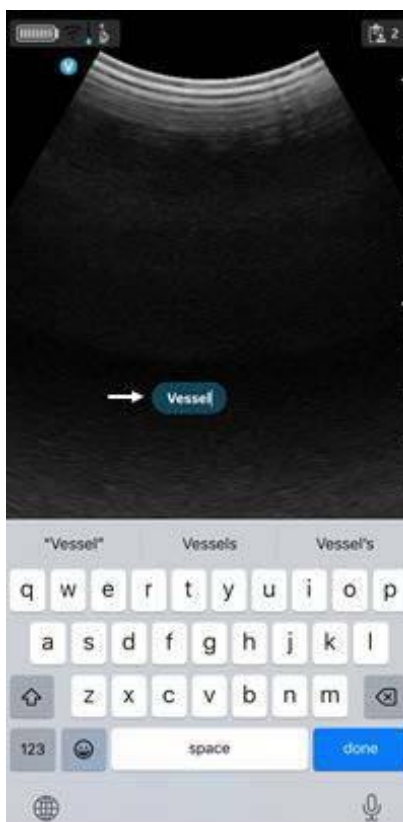 V
2
Vessel
"Vessel" Vessels Vessel's
q w e r t y u i o p
a s d f g h j k l
z x c v b n m
123 space done